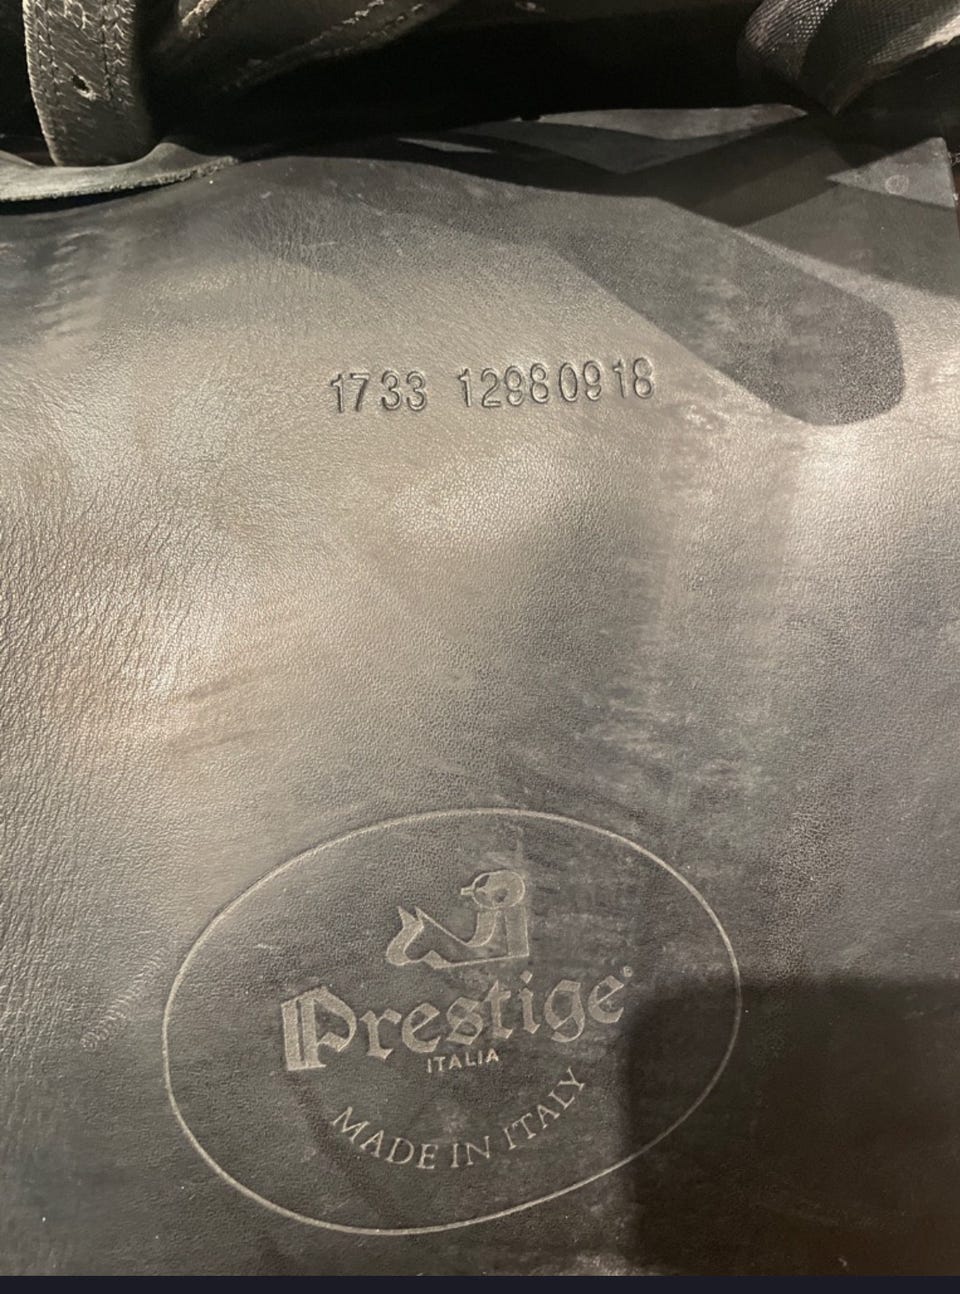 1733 12980918
Prestige®
ITALIA
MADE IN ITALY